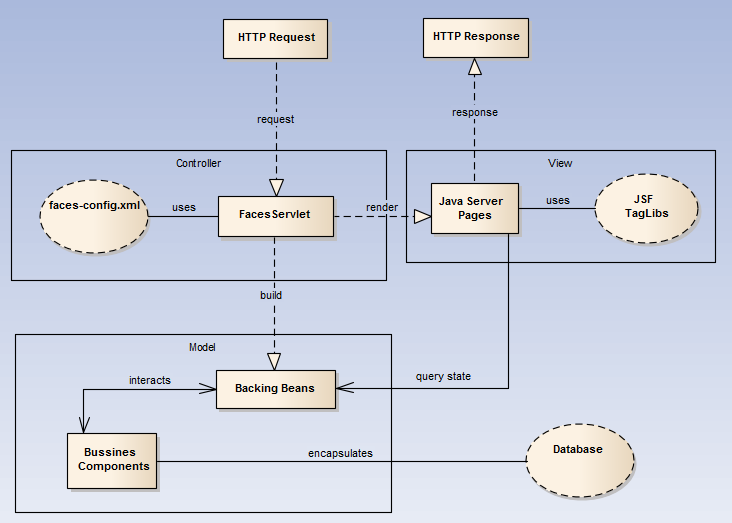 HTTP Request
HTTP Response
request
response
Controller
View
faces-config.xml
uses
FacesServlet
render
Java Server
Pages
uses
JSF
TagLibs
build
Model
interacts
Backing Beans
query state
Bussines
Components
encapsulates
Database